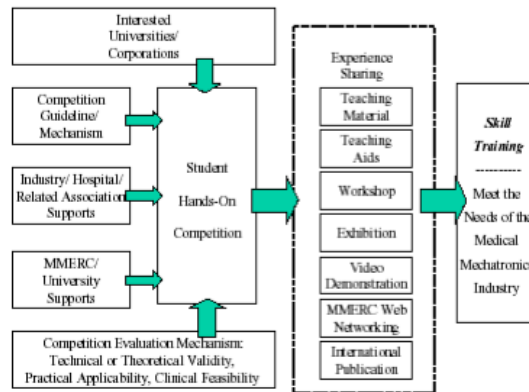 Interested
Universities/
Corporations
Competition
Guideline/
Mechanism
Industry/ Hospital/
Related Association
Supports
MMERC/
University
Supports
Student
Hands-On
Competition
Competition Evaluation Mechanism:
Technical or Theoretical Validity,
Practical Applicability, Clinical Feasibility
Experience
Sharing
Teaching
Material
Teaching
Aids
Workshop
Exhibition
Video
Demonstration
MMERC Web
Networking
International
Publication
Skill
Training
----------
Meet the
Needs of the
Medical
Mechatronic
Industry